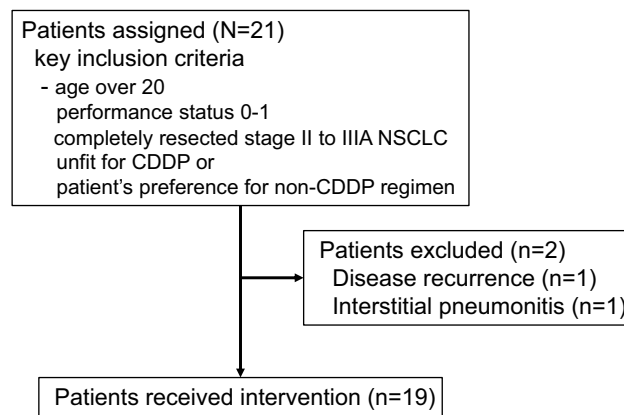 Patients assigned (N=21)
key inclusion criteria
- age over 20
performance status 0-1
completely resected stage II to IIIA NSCLC
unfit for CDDP or
patient's preference for non-CDDP regimen
Patients excluded (n=2)
Disease recurrence (n=1)
Interstitial pneumonitis (n=1)
Patients received intervention (n=19)